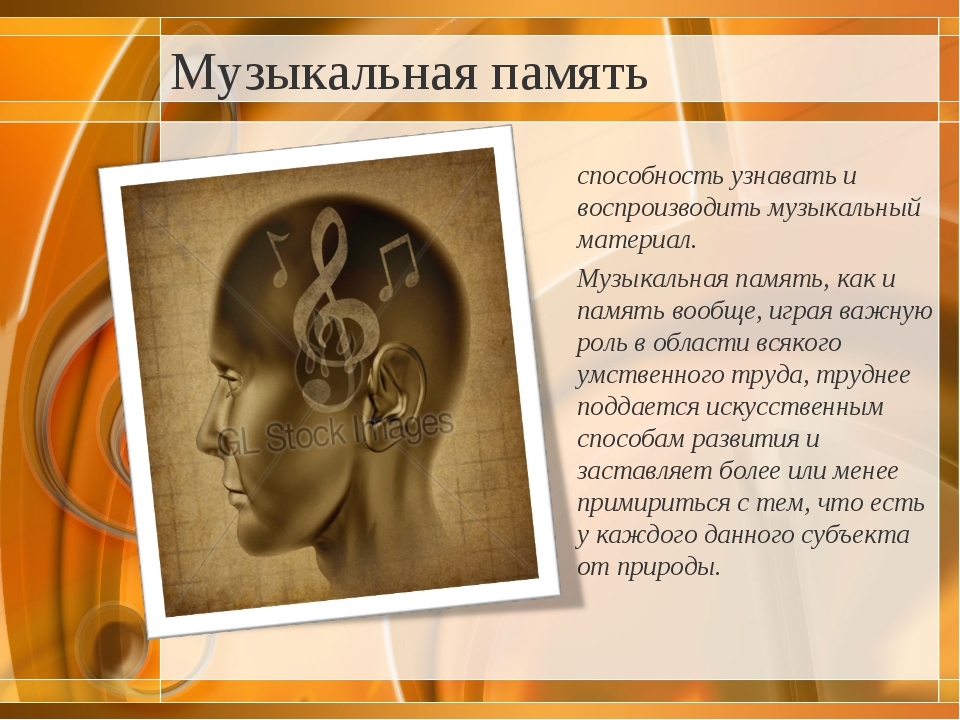 Музыкальная память
способность узнавать и
воспроизводить музыкальный
материал.
Музыкальная память, как и
память вообще, играя важную
роль в области всякого
умственного труда, труднее
поддается искусственным
способам развития и
заставляет более или менее
примириться с тем, что есть
у каждого данного субъекта
от природы.
GL Stock Images